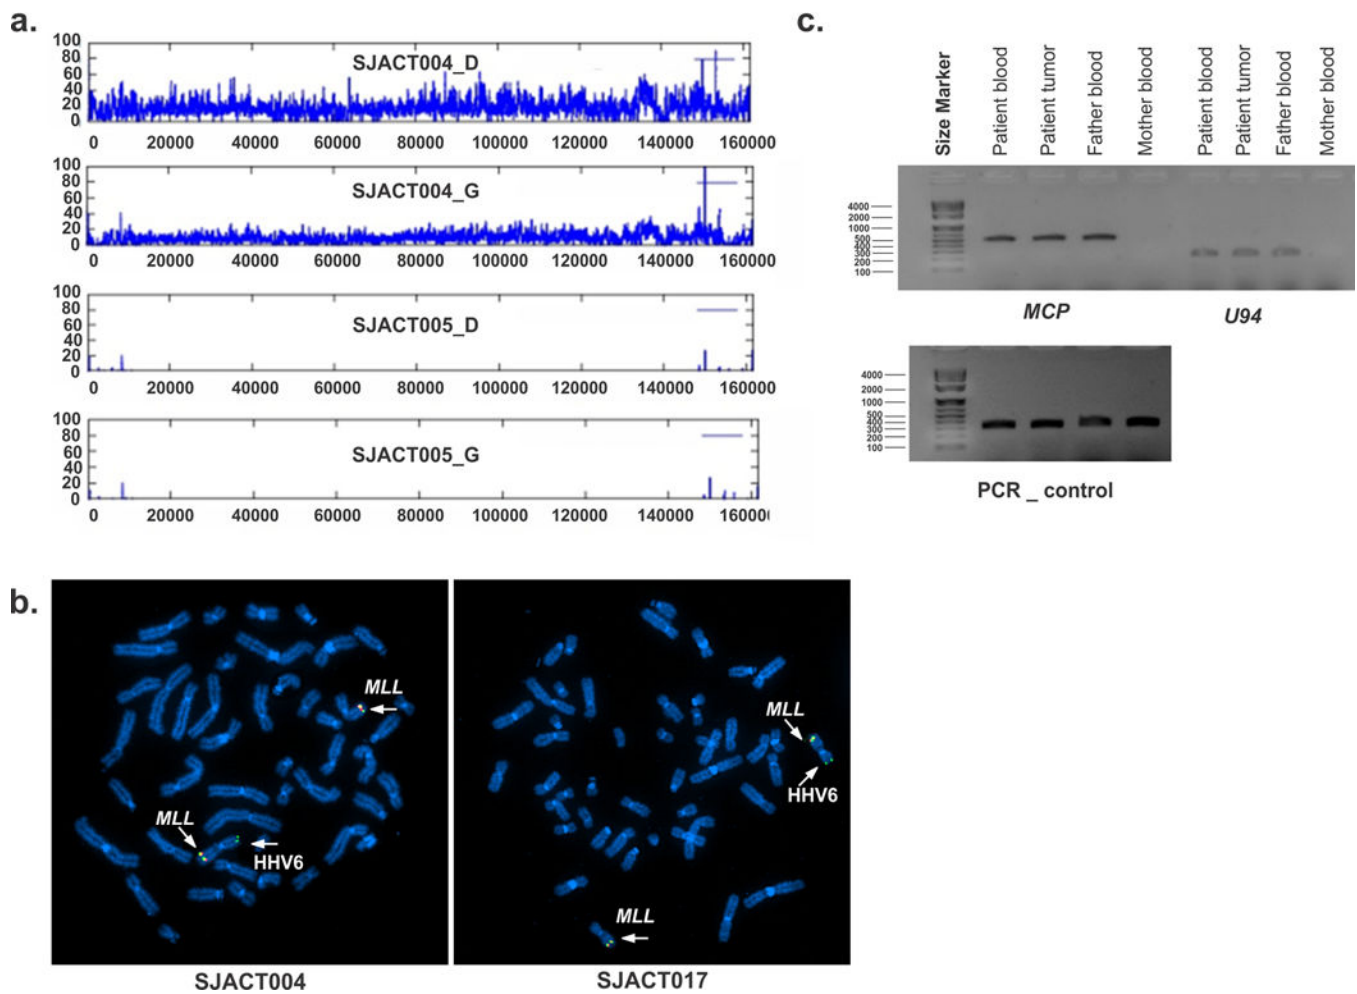 a.
100
80
60
40
20
0
SJACT004_D
0 20000 40000 60000 80000 100000 120000 140000 160000
100
80
60
40
20
0
SJACT004_G
0 20000 40000 60000 80000 100000 120000 140000 160000
100
80
60
40
20
0
SJACT005_D
0 20000 40000 60000 80000 100000 120000 140000 160000
100
80
60
40
20
0
SJACT005_G
0 20000 40000 60000 80000 100000 120000 140000 160000
b.
MLL
MLL
HHV6
SJACT004
MLL
HHV6
MLL
SJACT017
c.
Size Marker
Patient blood
Patient tumor
Father blood
Mother blood
Patient blood
Patient tumor
Father blood
Mother blood
4000
2000
1000
500
400
300
200
100
MCP
U94
4000
2000
1000
500
400
300
200
100
PCR _ control